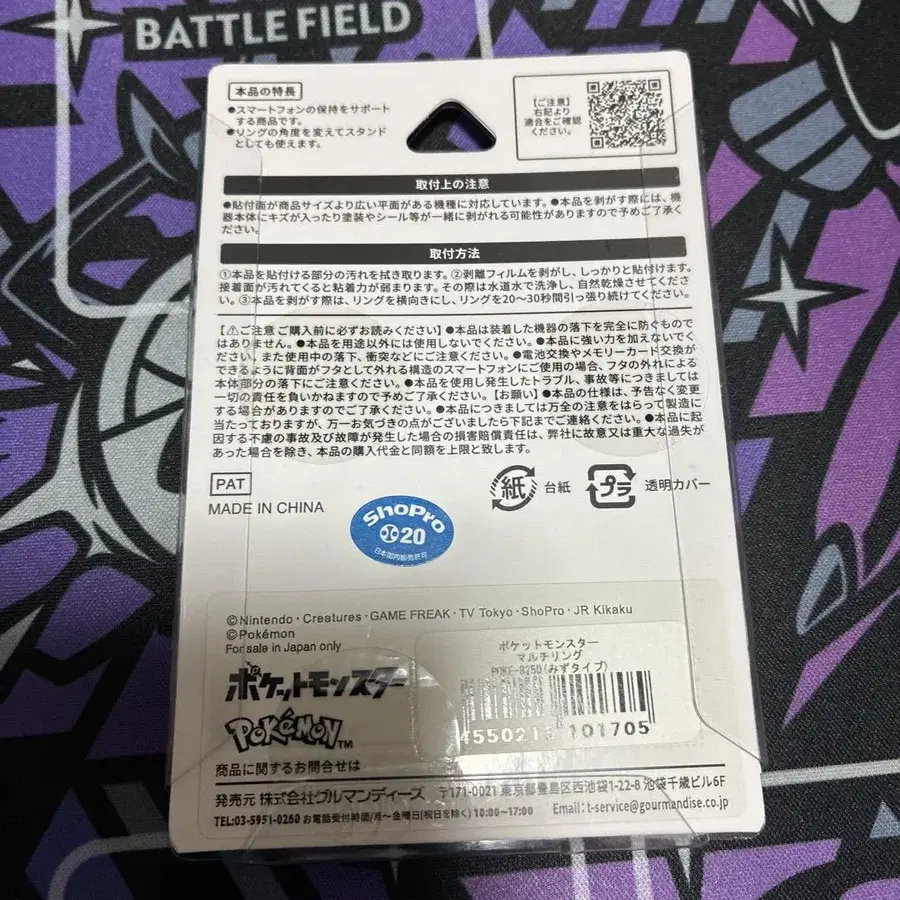 BATTLE FIELD
本品の特長
●スマートフォンの保持をサポート
する商品です。
●リングの角度を変えてスタンド
としても使えます。
【ご注意】
右記より
適合をご確認
ください。
取付上の注意
●貼付面が商品サイズより広い平面がある機種に対応しています。●本品を剥がす際には、機
器本体にキズが入ったり塗装やシール等が一緒に剥がれる可能性がありますので予めご了承く
ださい。
取付方法
①本品を貼付ける部分の汚れを拭き取ります。②剥離フィルムを剥がし、しっかりと貼付けます。
接着面が汚れてくると粘着力が弱まります。その際は水道水で洗浄し、自然乾燥させてくださ
い。③本品を剥がす際は、リングを横向きにし、リングを20〜30秒間引っ張り続けてください。
【⚠ご注意 ご購入前に必ずお読みください】●本品は装着した機器の落下を完全に防ぐもので
はありません。●本品を用途以外には使用しないでください。●本品に強い力を加えないでく
ださい。また使用中の落下、衝突などにご注意ください。●電池交換やメモリーカード交換が
できるように背面がフタとして外れる構造のスマートフォンにご使用の場合、フタの外れによる
本体部分の落下にご注意ください。●本品を使用し発生したトラブル、事故等につきましては
一切の責任を負いかねますので予めご了承ください。【お願い】●本品の仕様は、予告なく変更
する場合がありますのでご了承ください。●本品につきましては万全の注意をはらって製造に
当たっておりますが、万一お気づきの点がございましたら下記までご連絡ください。●本品に起
因する不慮の事故及び故障が発生した場合の損害賠償責任は、弊社に故意又は重大な過失が
あった場合を除き、本品の購入代金と同額を上限と致します。
PAT
MADE IN CHINA
紙 台紙
プラ 透明カバー
ShoPro
20
日本国内販売許可
©Nintendo・Creatures・GAME FREAK・TV Tokyo・ShoPro・JR Kikaku
©Pokémon
For sale in Japan only
ポケットモンスター
POKéMON™
ポケットモンスター
マルチリング
POKE-825D(みずタイプ)
101705
商品に関するお問合せは
発売元 株式会社グルマンディーズ 〒171-0021 東京都豊島区西池袋1-22-8 池袋千歳ビル6F
TEL:03-5951-0260 お電話受付時間/月〜金曜日(祝日を除く) 10:00〜17:00 Email:t-service@gourmandise.co.jp